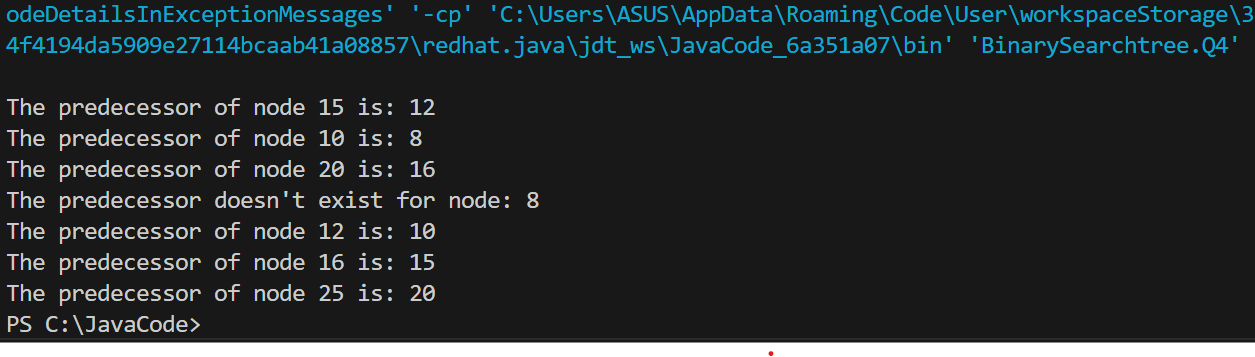 odeDetailsInExceptionMessages' '-cp' 'C:\Users\ASUS\AppData\Roaming\Code\User\workspaceStorage\3
4f4194da5909e27114bcaab41a08857\redhat.java\jdt_ws\JavaCode_6a351a07\bin' 'BinarySearchtree.Q4'
The predecessor of node 15 is: 12
The predecessor of node 10 is: 8
The predecessor of node 20 is: 16
The predecessor doesn't exist for node: 8
The predecessor of node 12 is: 10
The predecessor of node 16 is: 15
The predecessor of node 25 is: 20
PS C:\JavaCode>